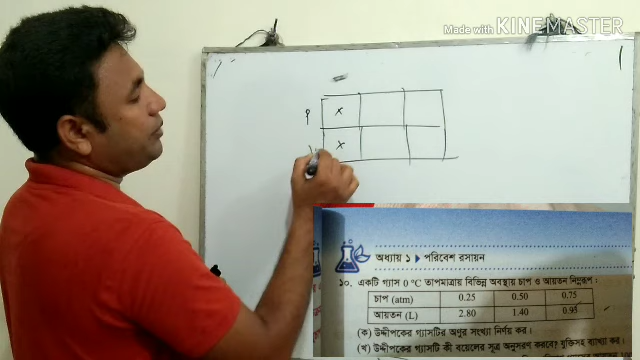 Made with KINEMASTER
P
x
x
অধ্যায় ১ ▸ পরিবেশ রসায়ন
১০. একটি গ্যাস 0 °C তাপমাত্রায় বিভিন্ন অবস্থায় চাপ ও আয়তন নিম্নরূপ :
চাপ (atm) 0.25 0.50 0.75
আয়তন (L) 2.80 1.40 0.93
(ক) উদ্দীপকের গ্যাসটির অণুর সংখ্যা নির্ণয় কর।
(খ) উদ্দীপকের গ্যাসটি কী বয়েলের সূত্র অনুসরণ করবে? যুক্তিসহ ব্যাখ্যা কর।